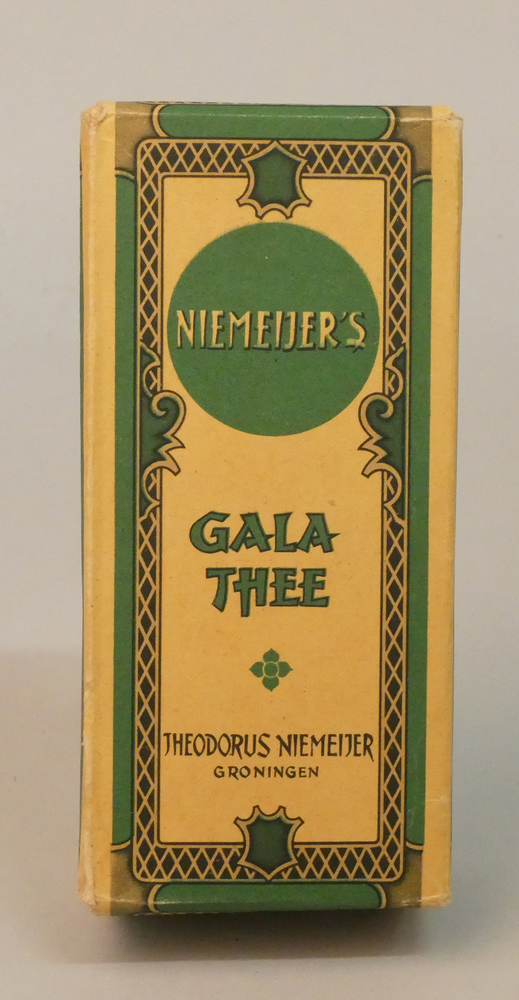 NIEMEIJER'S
GALA
THEE
THEODORUS NIEMEIJER
GRONINGEN